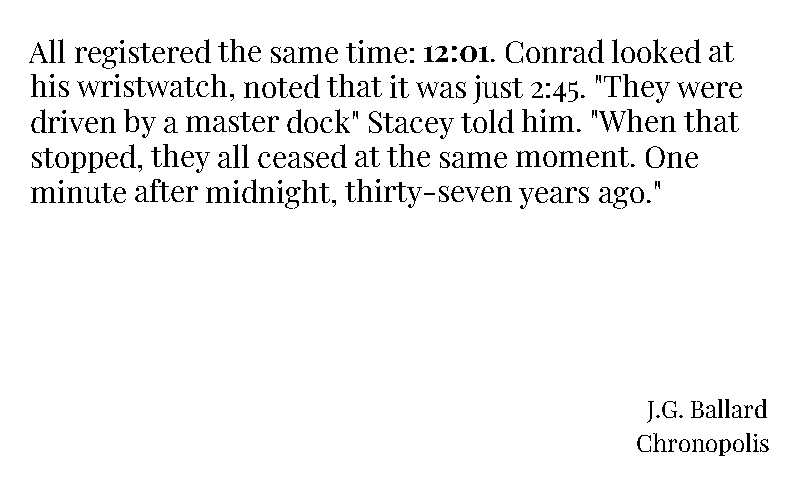 All registered the same time: 12:01. Conrad looked at
his wristwatch, noted that it was just 2:45. "They were
driven by a master dock" Stacey told him. "When that
stopped, they all ceased at the same moment. One
minute after midnight, thirty-seven years ago."
J.G. Ballard
Chronopolis